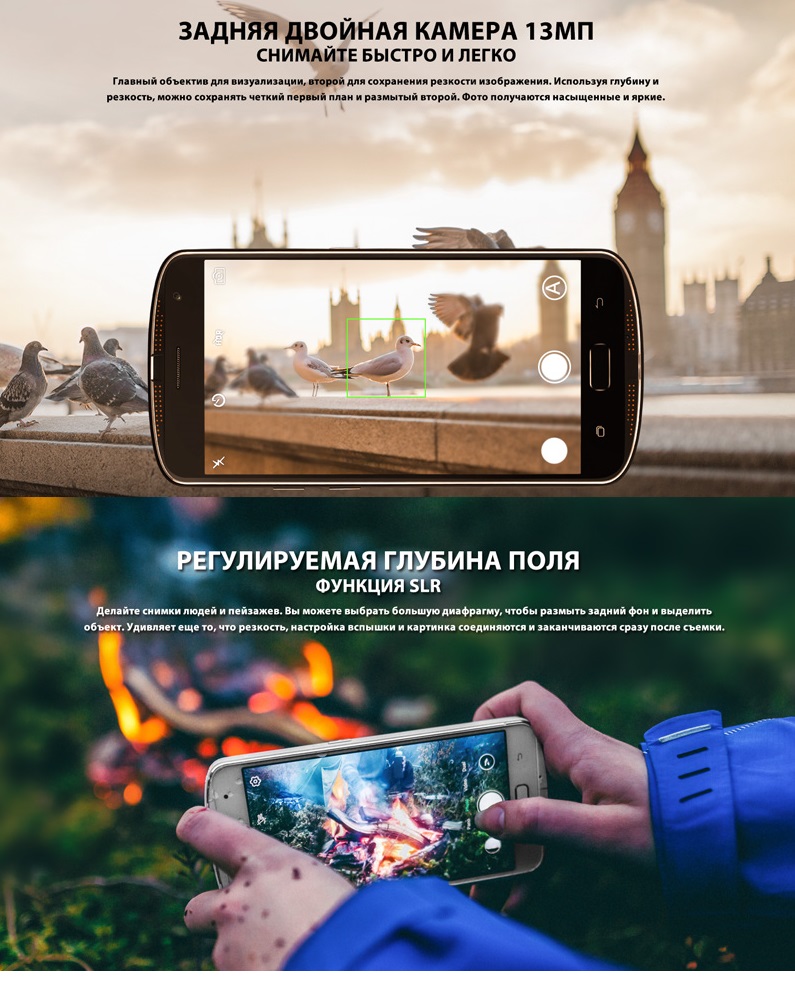 ЗАДНЯЯ ДВОЙНАЯ КАМЕРА 13МП
СНИМАЙТЕ БЫСТРО И ЛЕГКО
Главный объектив для визуализации, второй для сохранения резкости изображения. Используя глубину и
резкость, можно сохранять четкий первый план и размытый второй. Фото получаются насыщенные и яркие.
A
РЕГУЛИРУЕМАЯ ГЛУБИНА ПОЛЯ
ФУНКЦИЯ SLR
Делайте снимки людей и пейзажев. Вы можете выбрать большую диафрагму, чтобы размыть задний фон и выделить
объект. Удивляет еще то, что резкость, настройка вспышки и картинка соединяются и заканчиваются сразу после съемки.